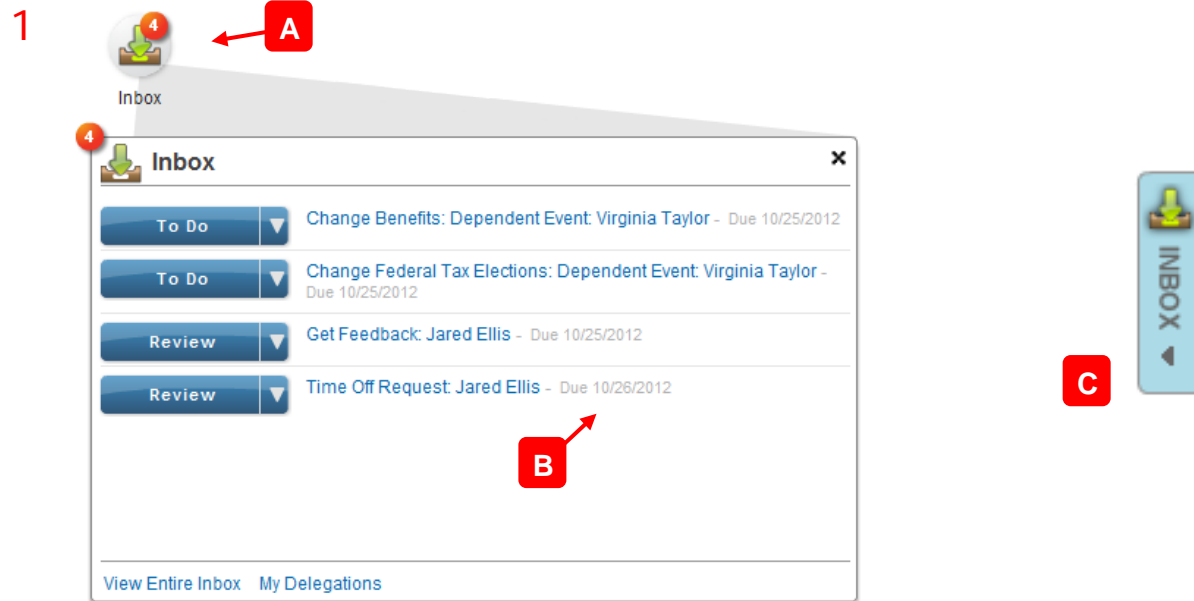 1
4
A
Inbox
4
Inbox
×
To Do
Change Benefits: Dependent Event: Virginia Taylor - Due 10/25/2012
To Do
Change Federal Tax Elections: Dependent Event: Virginia Taylor -
Due 10/25/2012
Review
Get Feedback: Jared Ellis - Due 10/25/2012
Review
Time Off Request: Jared Ellis - Due 10/26/2012
B
View Entire Inbox My Delegations
INBOX
C